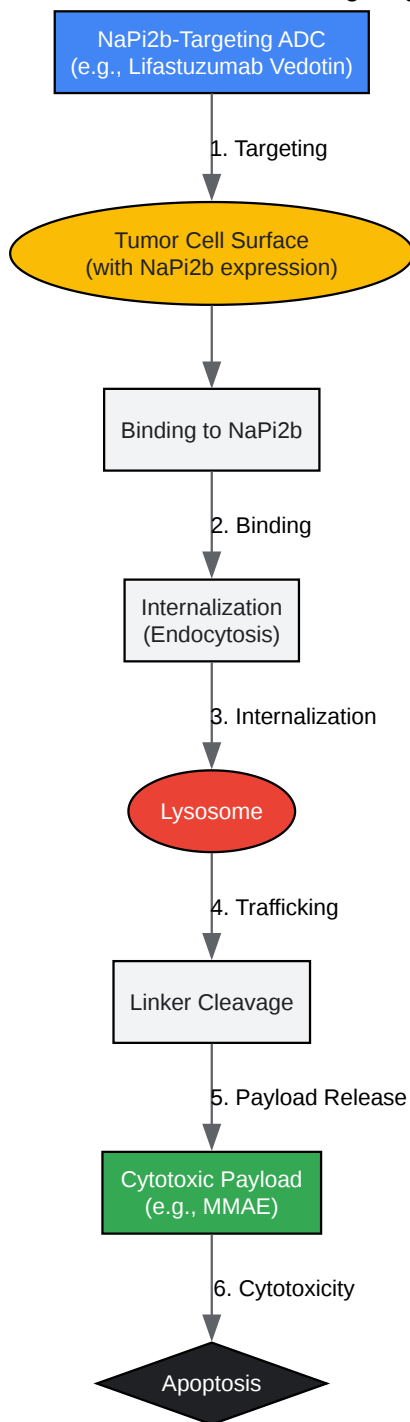 NaPi2b-Targeting ADC
(e.g., Lifastuzumab Vedotin)
1. Targeting
Tumor Cell Surface
(with NaPi2b expression)
Binding to NaPi2b
2. Binding
Internalization
(Endocytosis)
3. Internalization
Lysosome
4. Trafficking
Linker Cleavage
5. Payload Release
Cytotoxic Payload
(e.g., MMAE)
6. Cytotoxicity
Apoptosis